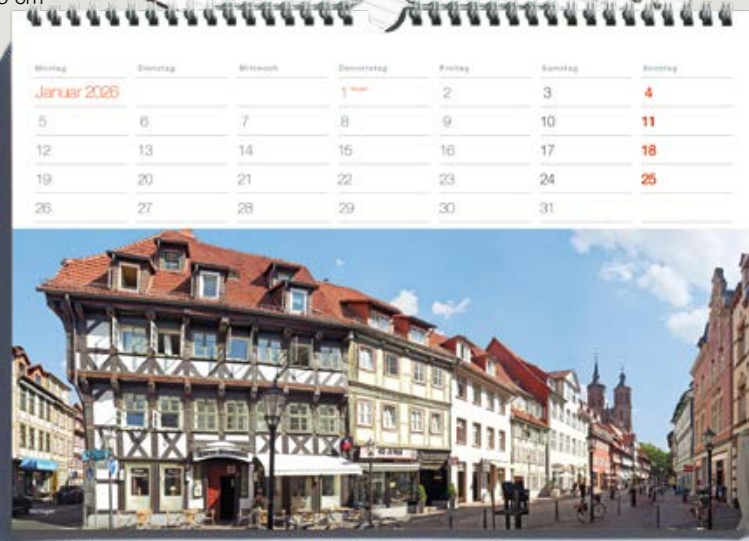 cm
Montag Dienstag Mittwoch Donnerstag Freitag Samstag Sonntag
Januar 2026 1 2 3 4
5 6 7 8 9 10 11
12 13 14 15 16 17 18
19 20 21 22 23 24 25
26 27 28 29 30 31
Göttingen